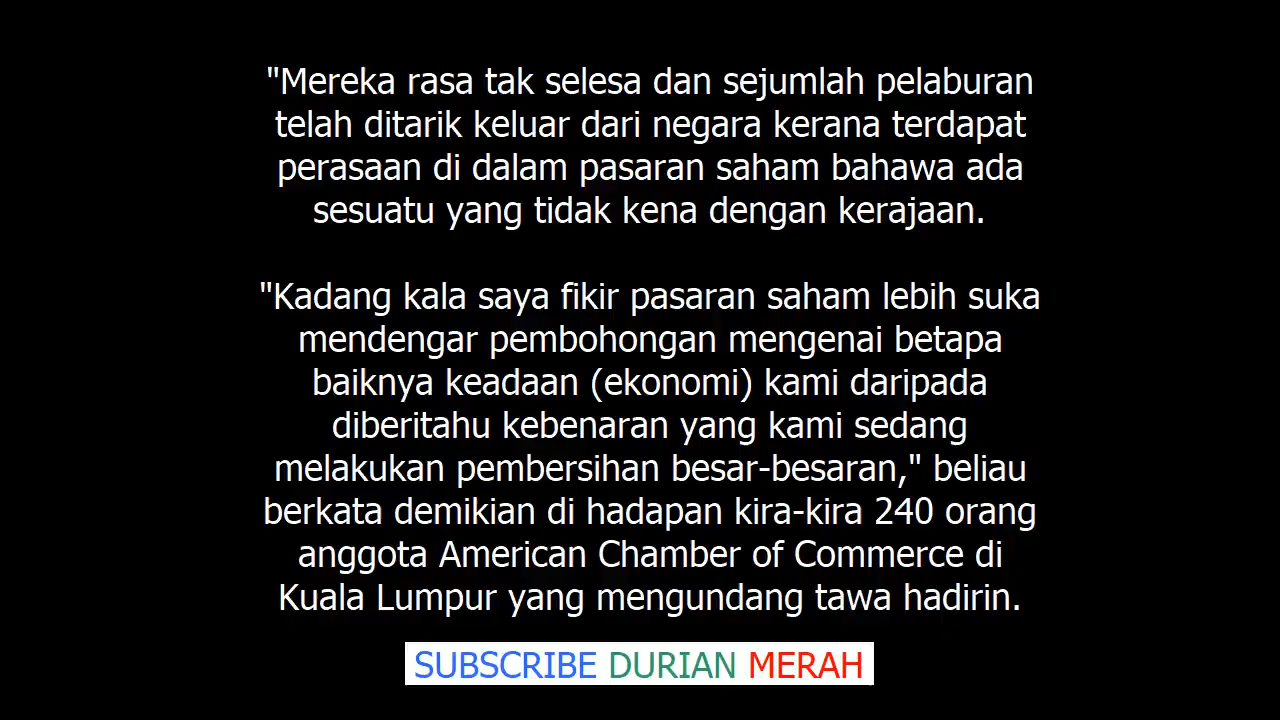 "Mereka rasa tak selesa dan sejumlah pelaburan
telah ditarik keluar dari negara kerana terdapat
perasaan di dalam pasaran saham bahawa ada
sesuatu yang tidak kena dengan kerajaan.
"Kadang kala saya fikir pasaran saham lebih suka
mendengar pembohongan mengenai betapa
baiknya keadaan (ekonomi) kami daripada
diberitahu kebenaran yang kami sedang
melakukan pembersihan besar-besaran," beliau
berkata demikian di hadapan kira-kira 240 orang
anggota American Chamber of Commerce di
Kuala Lumpur yang mengundang tawa hadirin.
SUBSCRIBE DURIAN MERAH